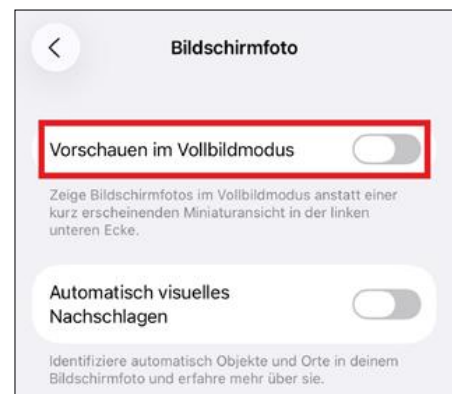 Bildschirmfoto
Vorschauen im Vollbildmodus
Zeige Bildschirmfotos im Vollbildmodus anstatt einer
kurz erscheinenden Miniaturansicht in der linken
unteren Ecke.
Automatisch visuelles
Nachschlagen
Identifiziere automatisch Objekte und Orte in deinem
Bildschirmfoto und erfahre mehr über sie.